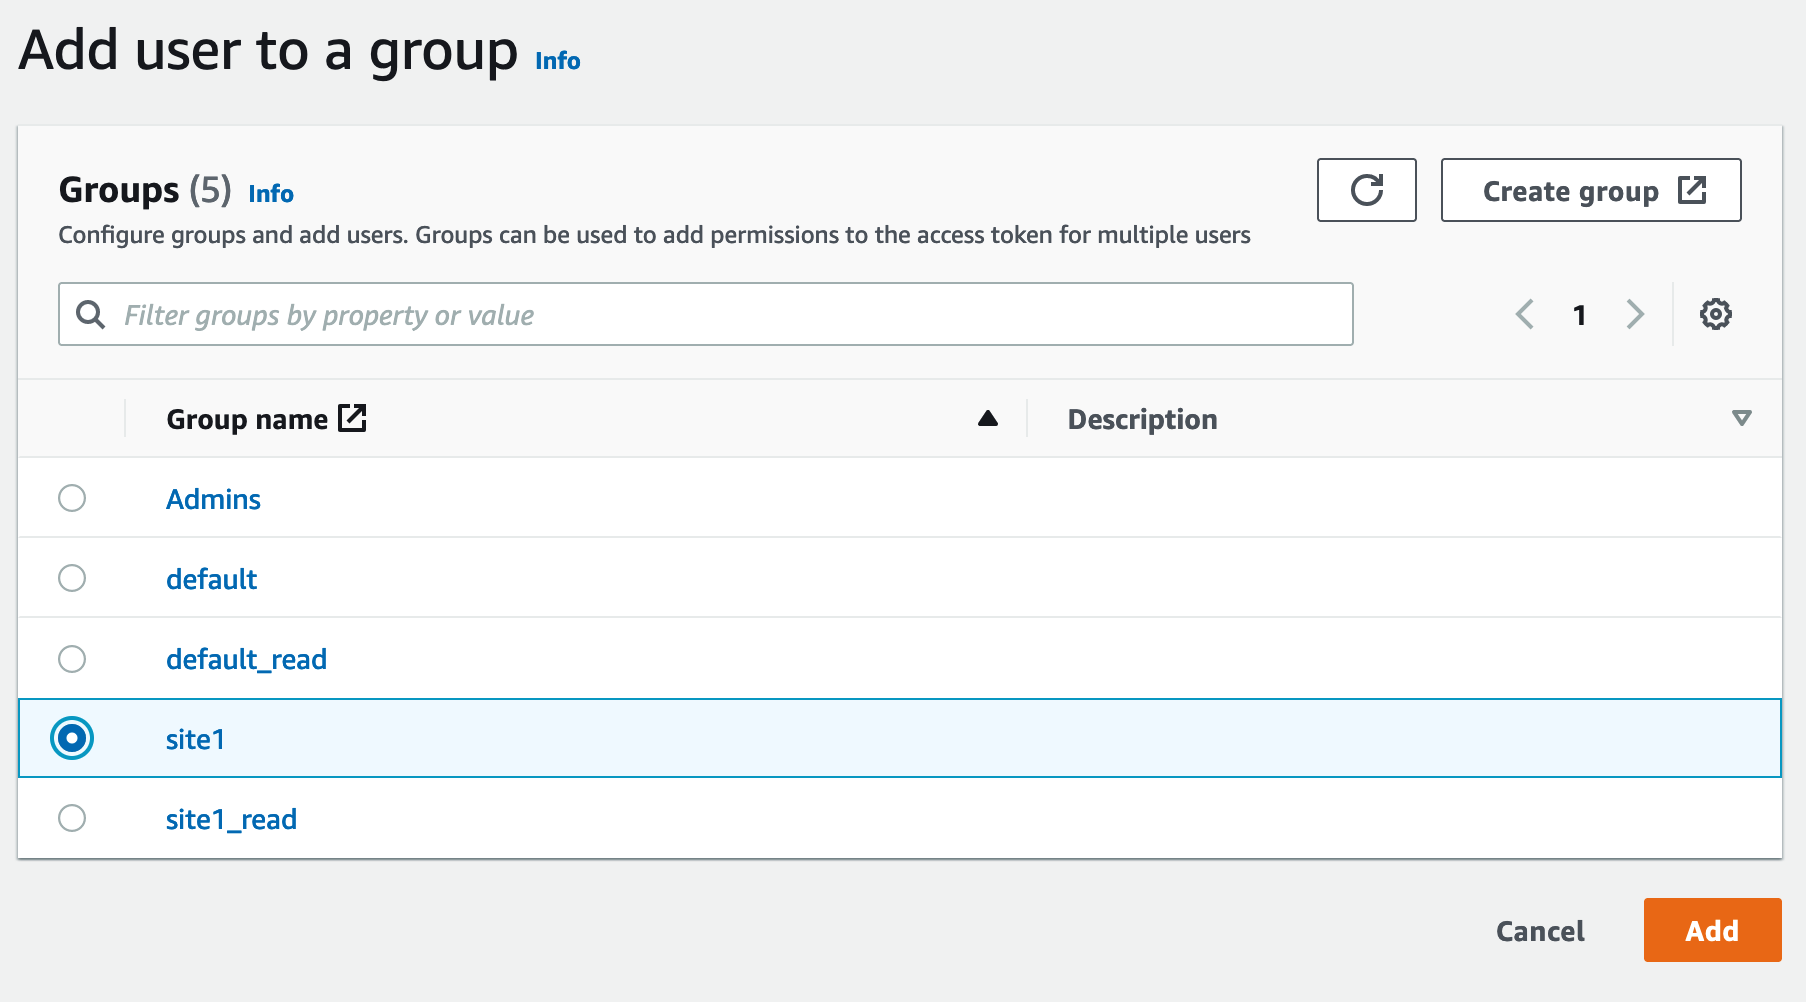 Add user to a group Info
Groups (5) Info
Create group
Configure groups and add users. Groups can be used to add permissions to the access token for multiple users
Filter groups by property or value
1
Group name Description
Admins
default
default_read
site1
site1_read
Cancel Add